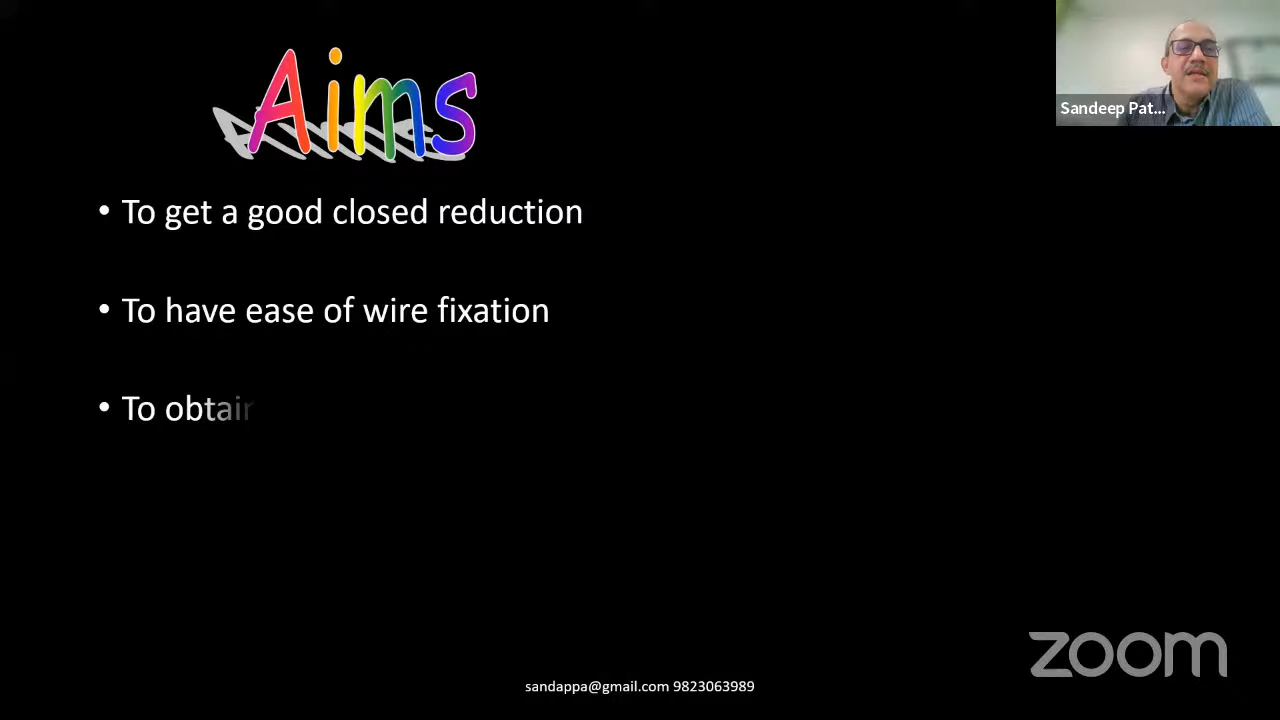 Aims
Sandeep Pat...
• To get a good closed reduction
• To have ease of wire fixation
• To obtain
zoom
sandappa@gmail.com 9823063989